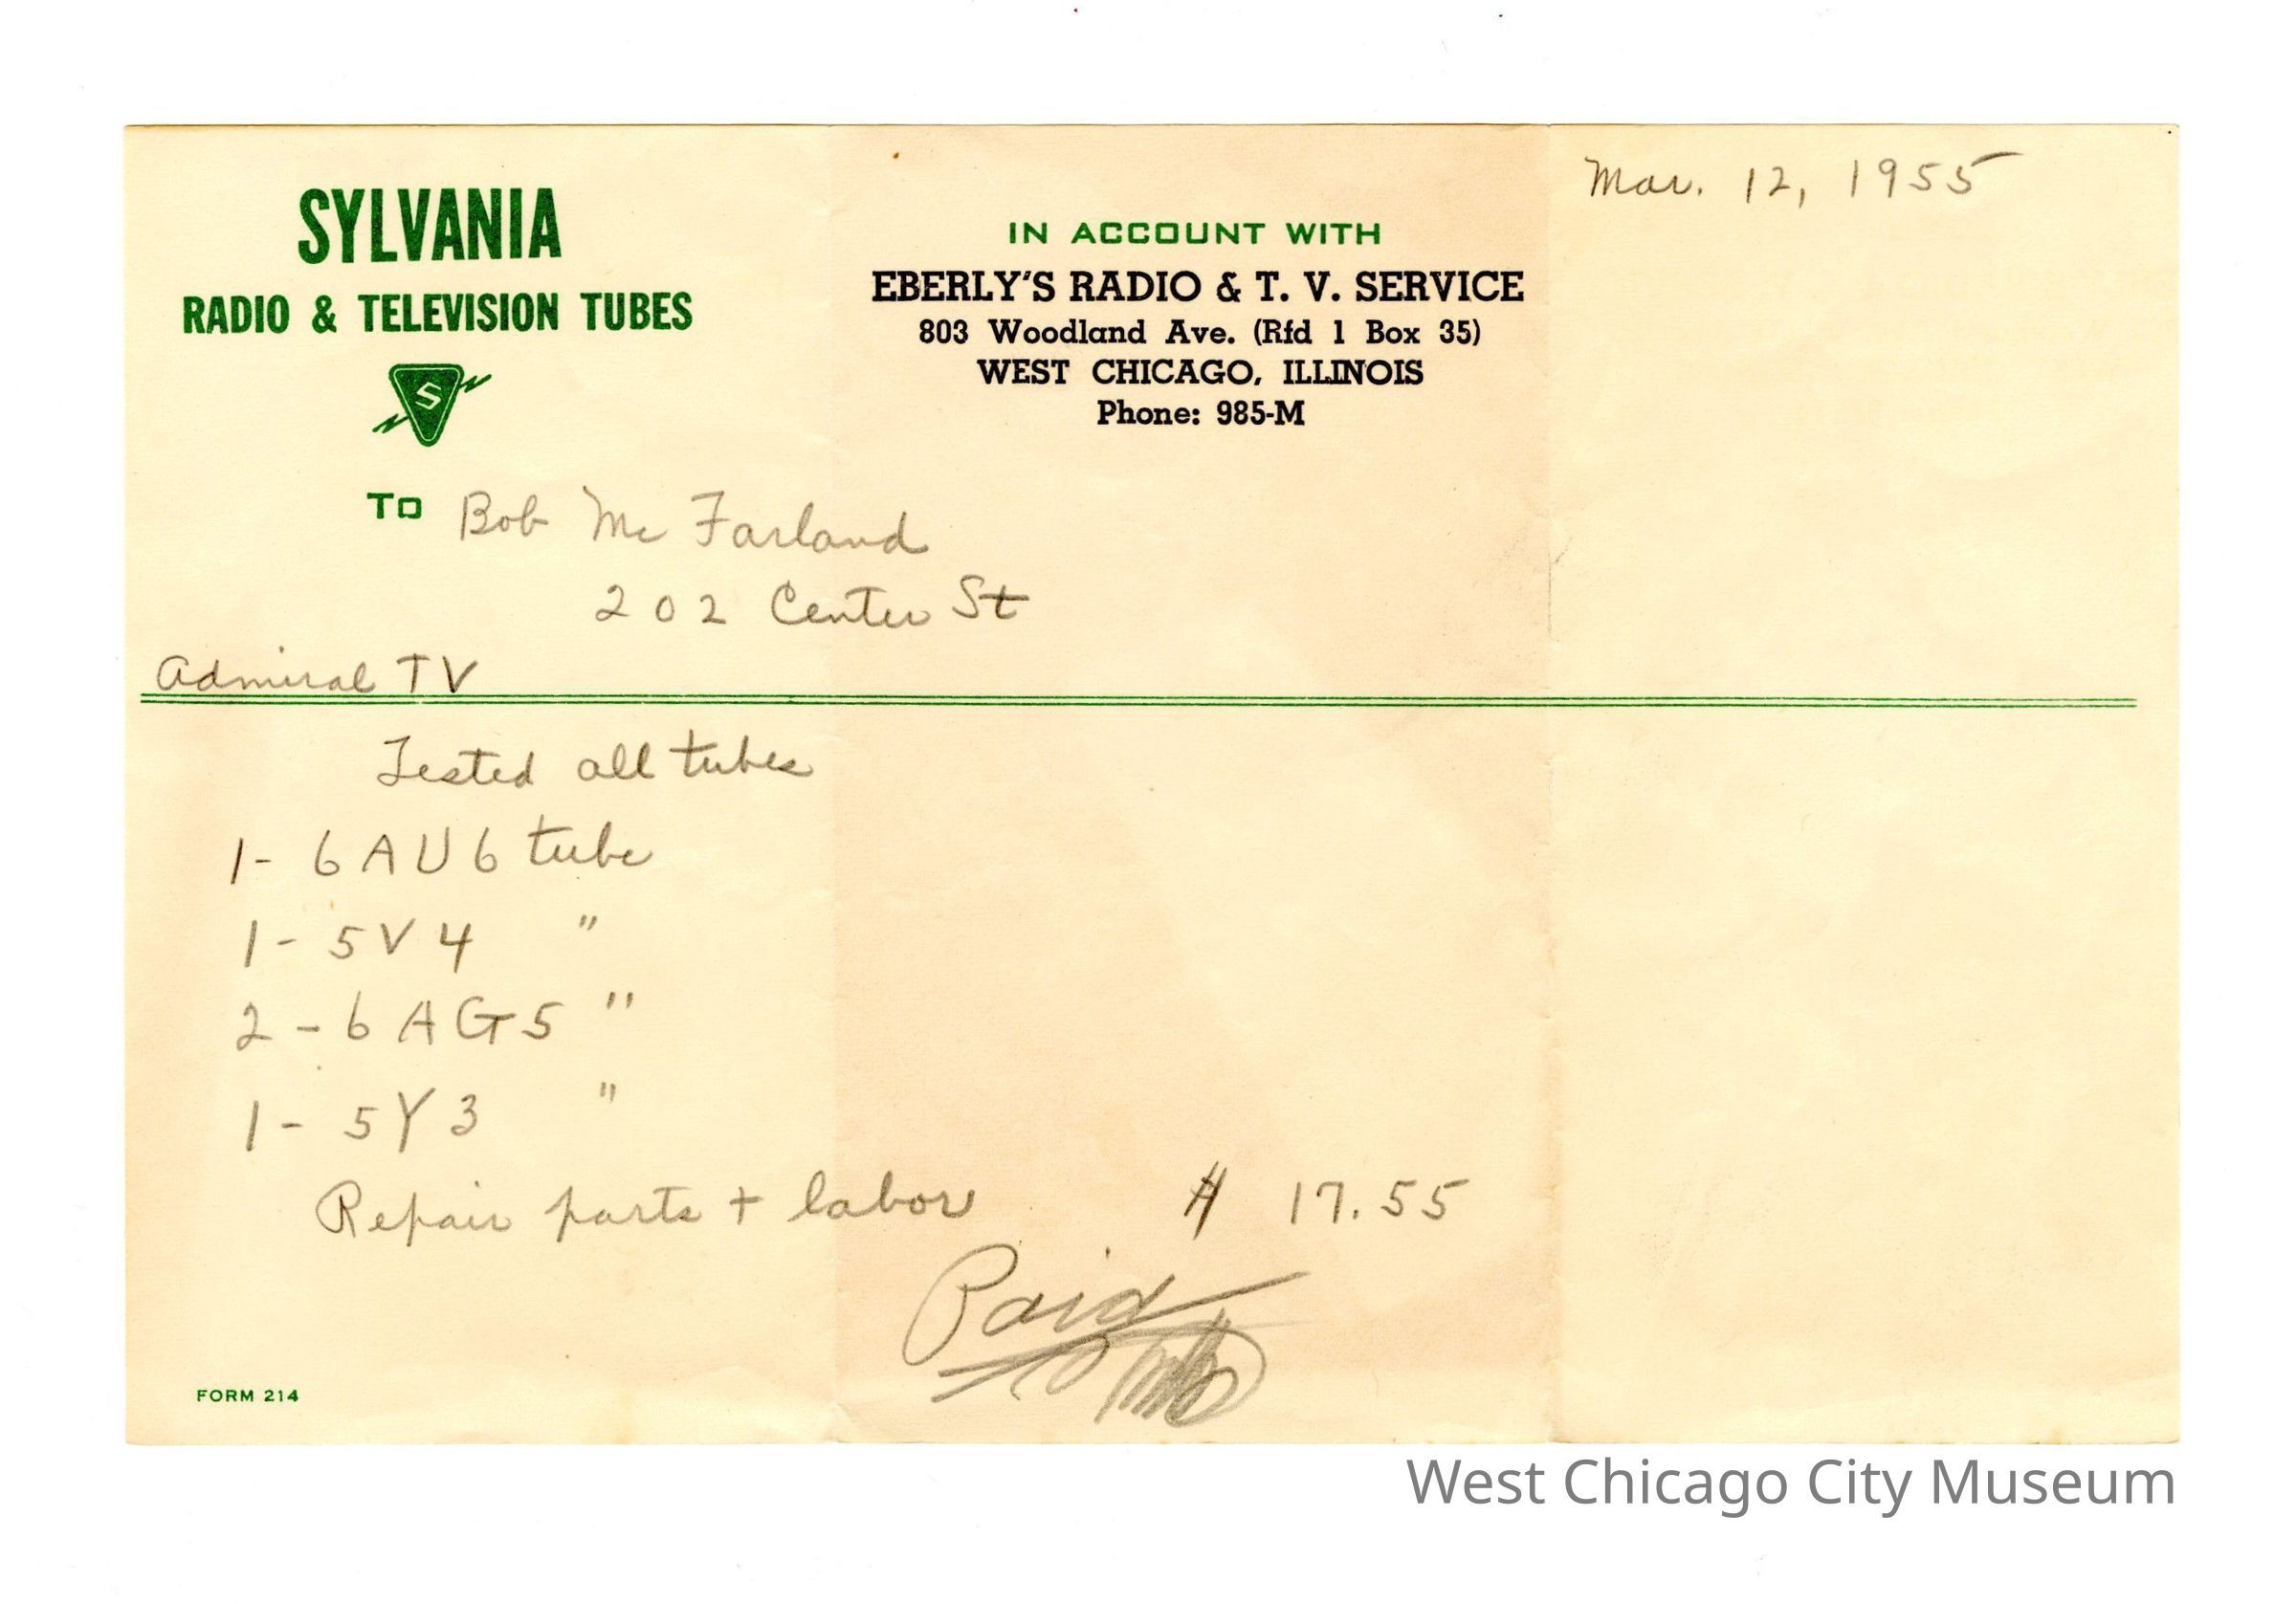 Mar. 12, 1955
SYLVANIA
RADIO & TELEVISION TUBES
S
IN ACCOUNT WITH
EBERLY'S RADIO & T. V. SERVICE
803 Woodland Ave. (Rfd 1 Box 35)
WEST CHICAGO, ILLINOIS
Phone: 985-M
TO Bob McFarland
202 Center St
Admiral TV
Tested all tubes
1- 6AU6 tube
1- 5V4 "
2- 6AG5 "
1- 5Y3 "
Repair parts + labor $ 17.55
Paid
FORM 214
West Chicago City Museum